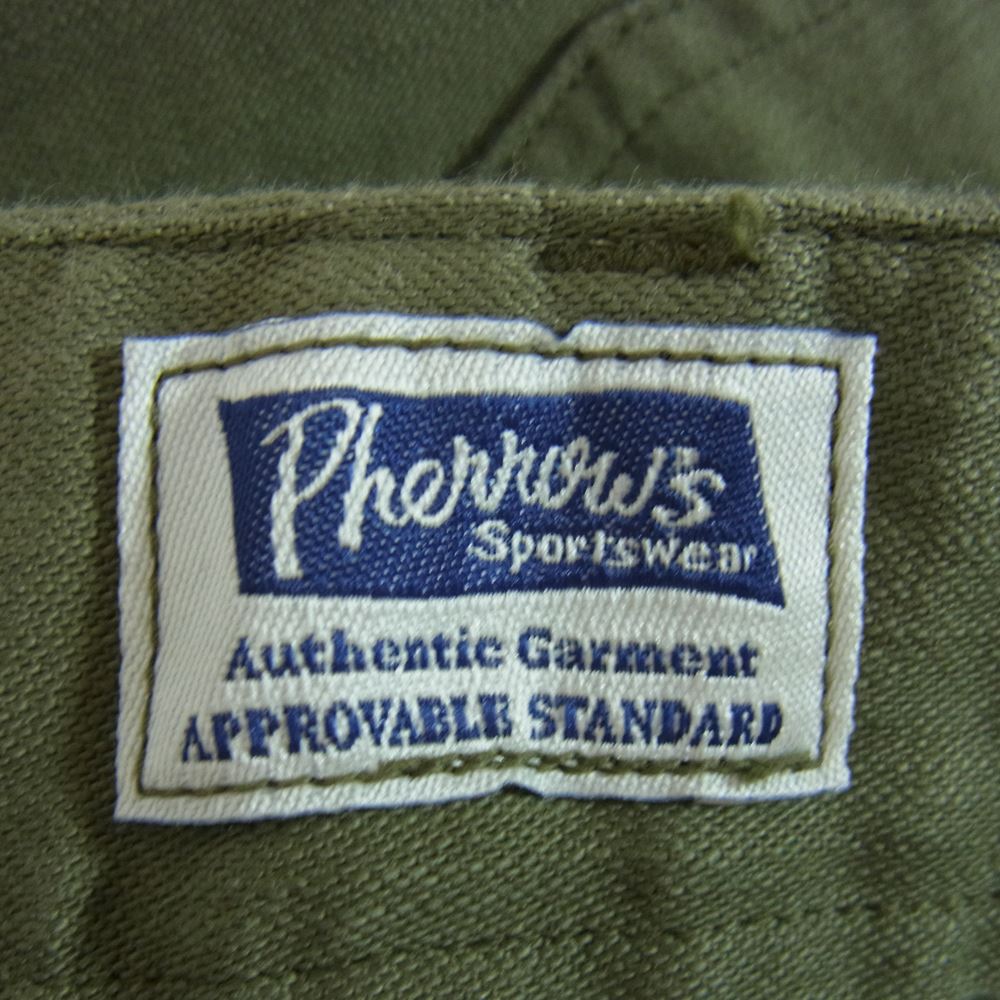 Pherrow's
Sportswear
Authentic Garment
APPROVABLE STANDARD